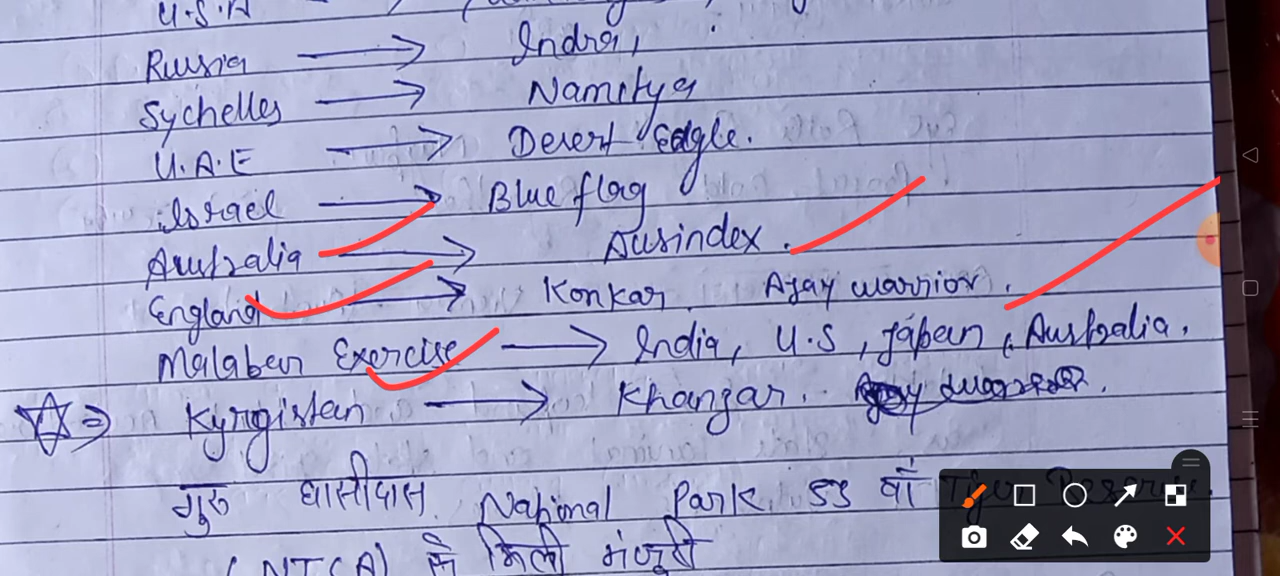 U.S.A
Russia → Indra,
Sychelles → Namitya
U.A.E → Desert Eagle.
Israel → Blue flag
Australia → Ausindex.
England → Konkan Ajay warrior.
Malabar Exercise → India, U.S, Japan, Australia.
⇒ Kyrgistan → Khanjar.
गुरु घासीदास National Park 53 वां Tiger Reserve.
(NTCA) से मिली मंजूरी